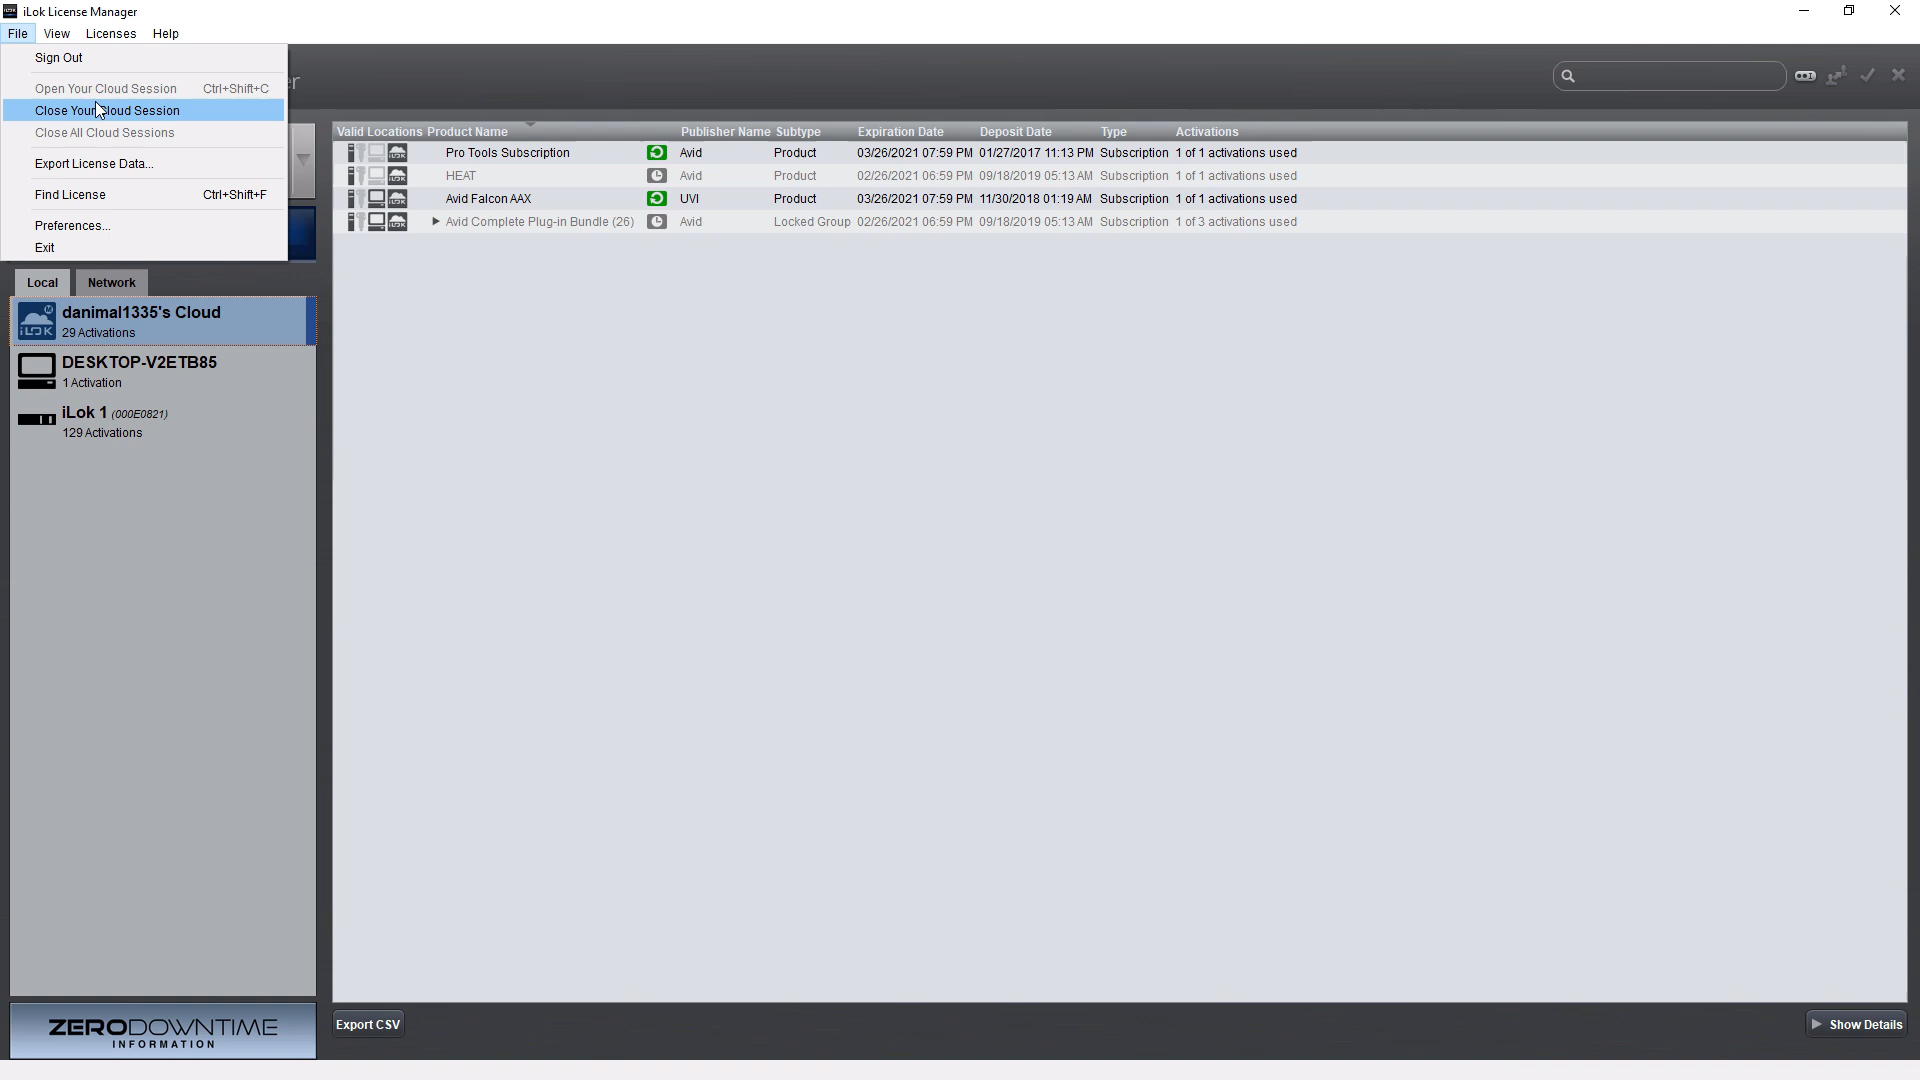 iLok License Manager
File View Licenses Help
Sign Out
Open Your Cloud Session Ctrl+Shift+C
Close Your Cloud Session
Close All Cloud Sessions
Export License Data...
Find License Ctrl+Shift+F
Preferences...
Exit
Local Network
danimal1335's Cloud
29 Activations
DESKTOP-V2ETB85
1 Activation
iLok 1 (000E0821)
129 Activations
ZERODOWNTIME
INFORMATION
Valid Locations Product Name Publisher Name Subtype Expiration Date Deposit Date Type Activations
Pro Tools Subscription Avid Product 03/26/2021 07:59 PM 01/27/2017 11:13 PM Subscription 1 of 1 activations used
HEAT Avid Product 02/26/2021 06:59 PM 09/18/2019 05:13 AM Subscription 1 of 1 activations used
Avid Falcon AAX UVI Product 03/26/2021 07:59 PM 11/30/2018 01:19 AM Subscription 1 of 1 activations used
Avid Complete Plug-in Bundle (26) Avid Locked Group 02/26/2021 06:59 PM 09/18/2019 05:13 AM Subscription 1 of 3 activations used
Export CSV
Show Details